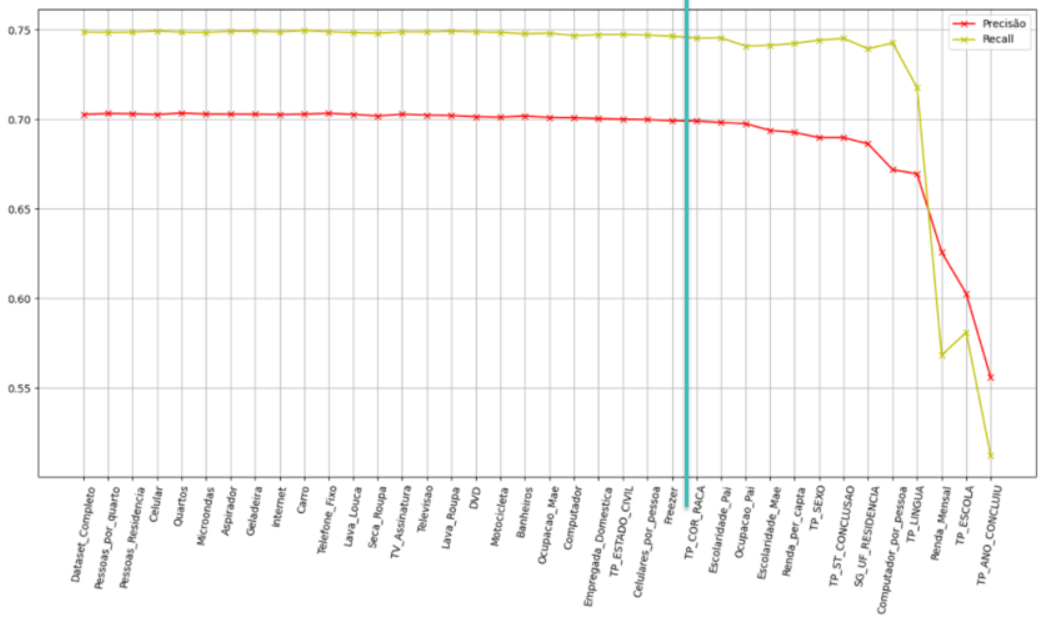 Precisão
Recall
0.75
0.70
0.65
0.60
0.55
Dataset_Completo
Pessoas_por_quarto
Pessoas_Residencia
Celular
Quartos
Microondas
Aspirador
Geladeira
Internet
Carro
Telefone_Fixo
Lava_Louca
Seca_Roupa
TV_Assinatura
Televisao
Lava_Roupa
DVD
Motocicleta
Banheiros
Ocupacao_Mae
Computador
Empregada_Domestica
TP_ESTADO_CIVIL
Celulares_por_pessoa
Freezer
TP_COR_RACA
Escolaridade_Pai
Ocupacao_Pai
Escolaridade_Mae
Renda_per_capta
TP_SEXO
TP_ST_CONCLUSAO
SG_UF_RESIDENCIA
Computador_por_pessoa
TP_LINGUA
Renda_Mensal
TP_ESCOLA
TP_ANO_CONCLUIU